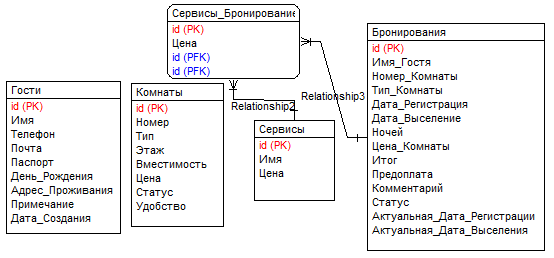 Сервисы_Бронирование
id (PK)
Цена
id (PFK)
id (PFK)
Бронирования
id (PK)
Имя_Гостя
Номер_Комнаты
Тип_Комнаты
Дата_Регистрация
Дата_Выселение
Ночей
Цена_Комнаты
Итог
Предоплата
Комментарий
Статус
Актуальная_Дата_Регистрации
Актуальная_Дата_Выселения
Гости
id (PK)
Имя
Телефон
Почта
Паспорт
День_Рождения
Адрес_Проживания
Примечание
Дата_Создания
Комнаты
id (PK)
Номер
Тип
Этаж
Вместимость
Цена
Статус
Удобство
Relationship2
Relationship3
Сервисы
id (PK)
Имя
Цена